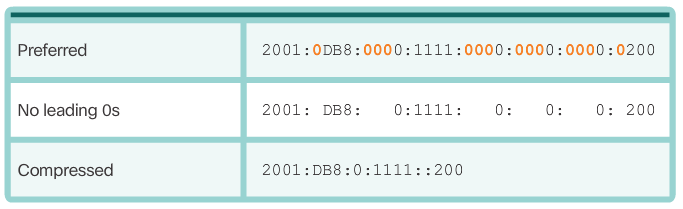 Preferred 2001:0DB8:0000:1111:0000:0000:0000:0200
No leading 0s 2001: DB8:   0:1111:   0:   0:   0: 200
Compressed 2001:DB8:0:1111::200